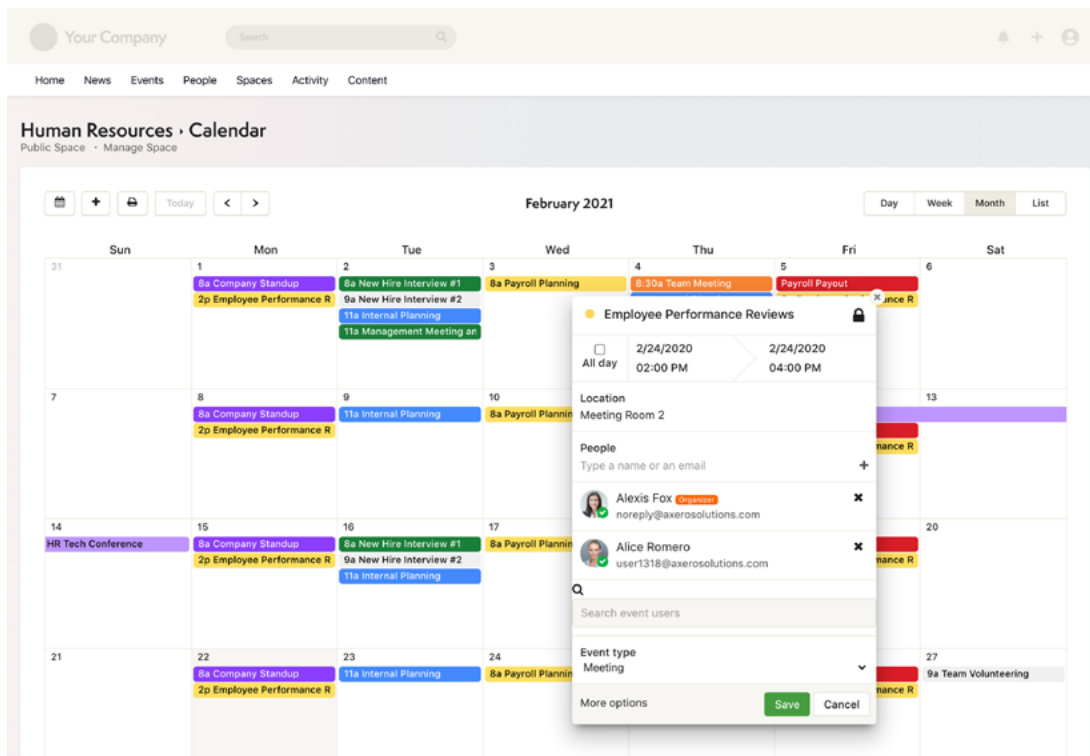 Your Company Search
Home News Events People Spaces Activity Content
Human Resources › Calendar
Public Space · Manage Space
Today
February 2021
Day Week Month List
Sun Mon Tue Wed Thu Fri Sat
31 1 2 3 4 5 6
8a Company Standup 8a New Hire Interview #1 8a Payroll Planning 8:30a Team Meeting Payroll Payout
2p Employee Performance R 9a New Hire Interview #2 nce R
11a Internal Planning
11a Management Meeting an
7 8 9 10 13
8a Company Standup 11a Internal Planning 8a Payroll Plannin
2p Employee Performance R mance R
14 15 16 17 20
HR Tech Conference 8a Company Standup 8a New Hire Interview #1 8a Payroll Plannin
2p Employee Performance R 9a New Hire Interview #2 mance R
11a Internal Planning
21 22 23 24 27
8a Company Standup 11a Internal Planning 8a Payroll Plannin 9a Team Volunteering
2p Employee Performance R mance R
Employee Performance Reviews
All day
2/24/2020 2/24/2020
02:00 PM 04:00 PM
Location
Meeting Room 2
People
Type a name or an email
Alexis Fox Organizer
noreply@axerosolutions.com
Alice Romero
user1318@axerosolutions.com
Search event users
Event type
Meeting
More options Save Cancel